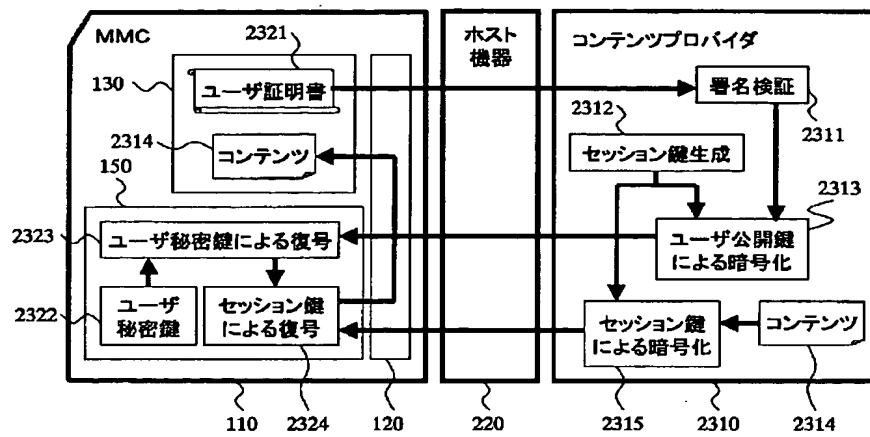 MMC
2321
130
ユーザ証明書
2314
コンテンツ
150
2323
ユーザ秘密鍵による復号
2322
ユーザ
秘密鍵
セッション鍵
による復号
110
2324
120
ホスト
機器
220
コンテンツプロバイダ
署名検証
2311
2312
セッション鍵生成
2313
ユーザ公開鍵
による暗号化
セッション鍵
による暗号化
コンテンツ
2315
2310
2314